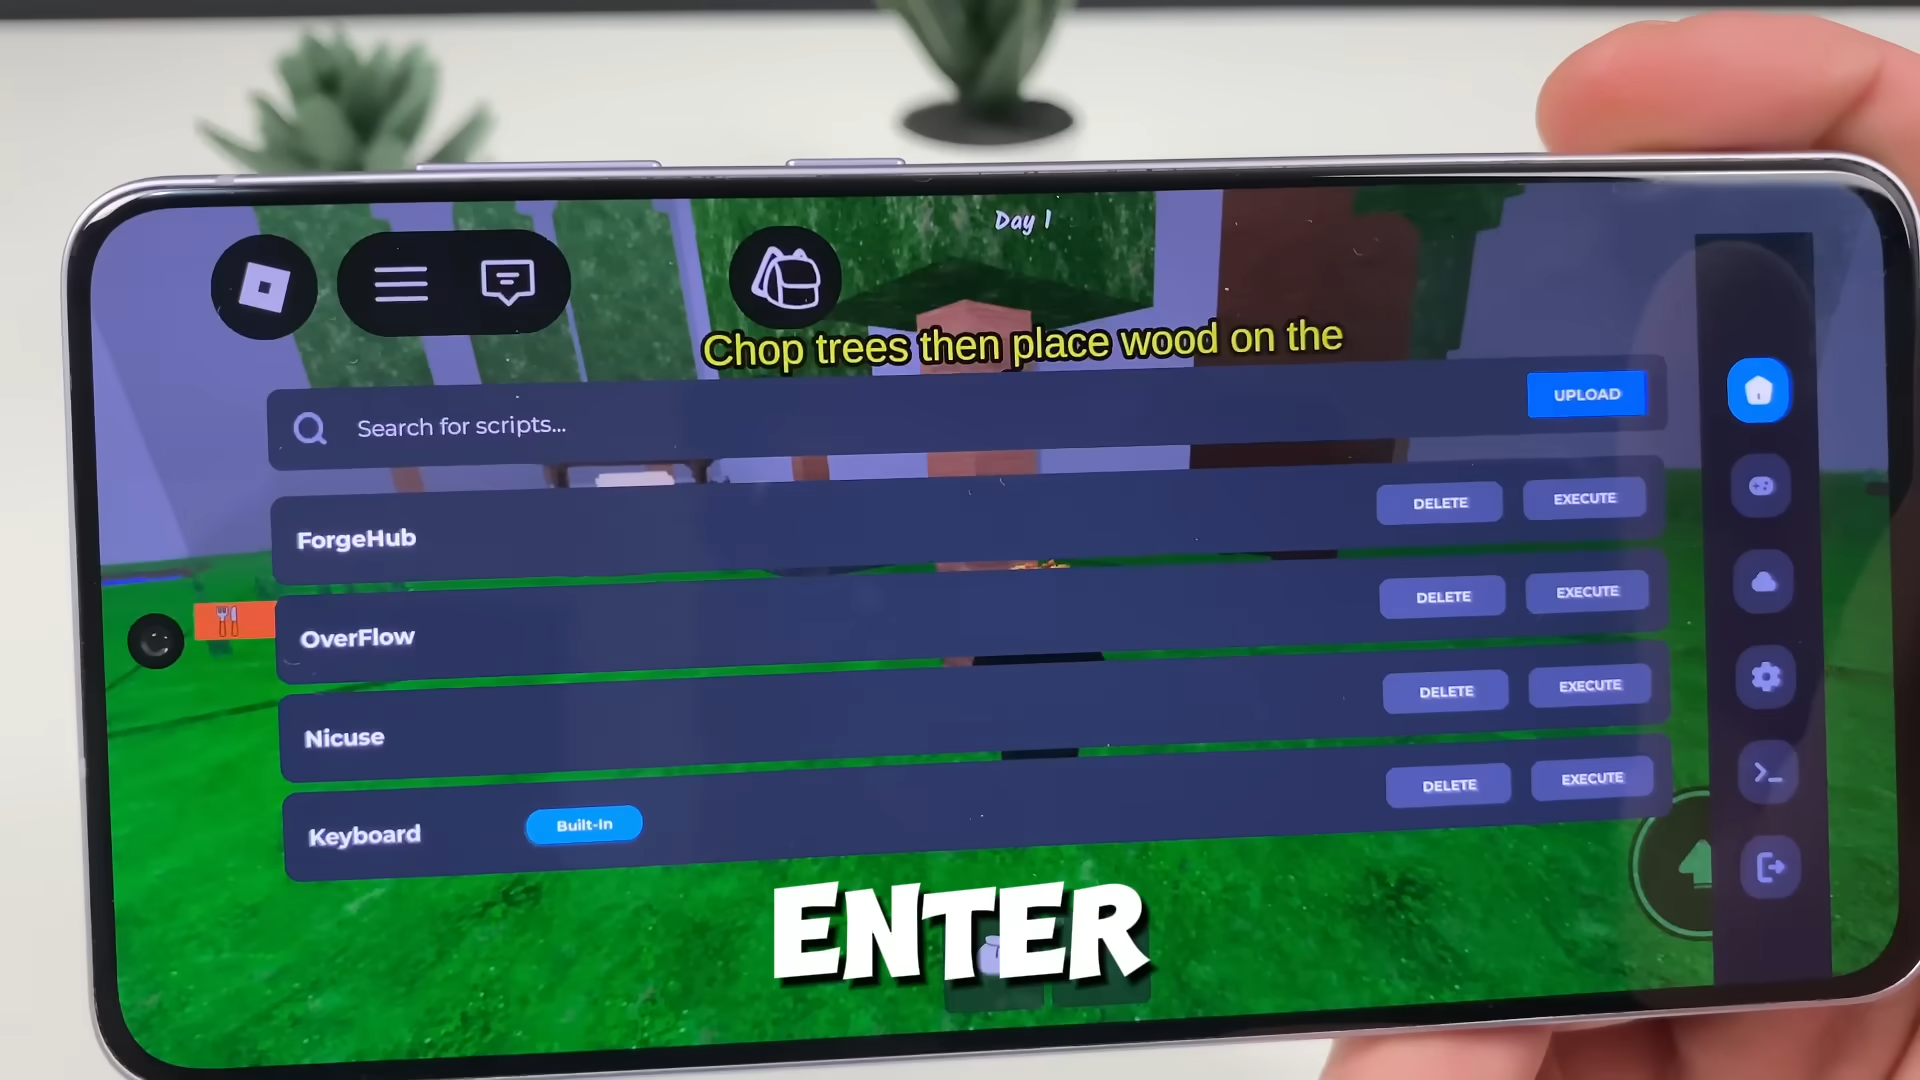 Day 1
Chop trees then place wood on the
Search for scripts...
UPLOAD
ForgeHub
DELETE
EXECUTE
OverFlow
DELETE
EXECUTE
Nicuse
DELETE
EXECUTE
Keyboard
Built-In
DELETE
EXECUTE
ENTER